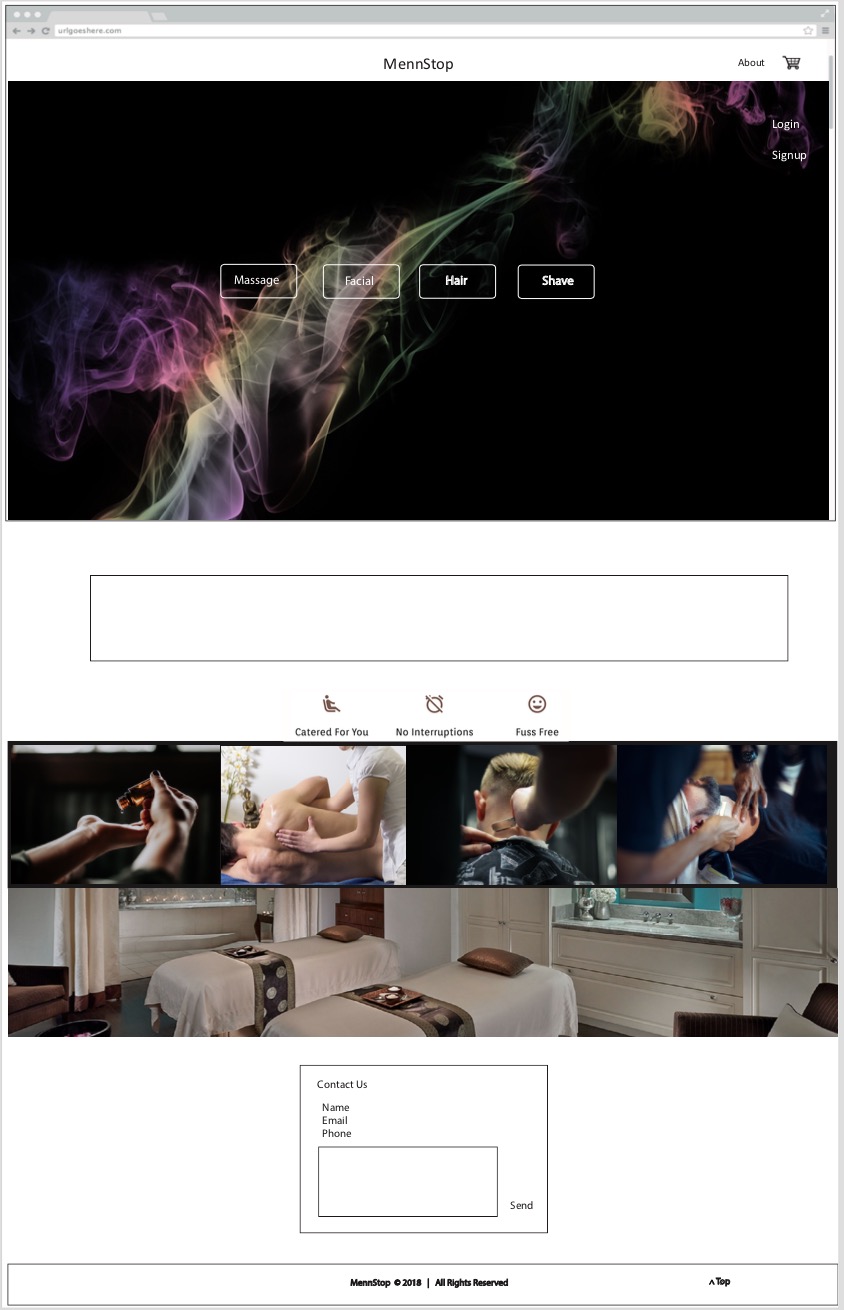 urlgoeshere.com
MennStop
About
Login
Signup
Massage Facial Hair Shave
Catered For You No Interruptions Fuss Free
Contact Us
Name
Email
Phone
Send
MennStop © 2018 | All Rights Reserved
^ Top